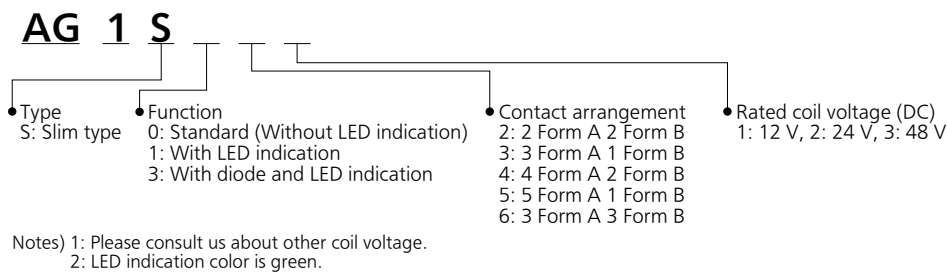 AG 1 S
Type
S: Slim type
Function
0: Standard (Without LED indication)
1: With LED indication
3: With diode and LED indication
Contact arrangement
2: 2 Form A 2 Form B
3: 3 Form A 1 Form B
4: 4 Form A 2 Form B
5: 5 Form A 1 Form B
6: 3 Form A 3 Form B
Rated coil voltage (DC)
1: 12 V, 2: 24 V, 3: 48 V
Notes) 1: Please consult us about other coil voltage.
2: LED indication color is green.